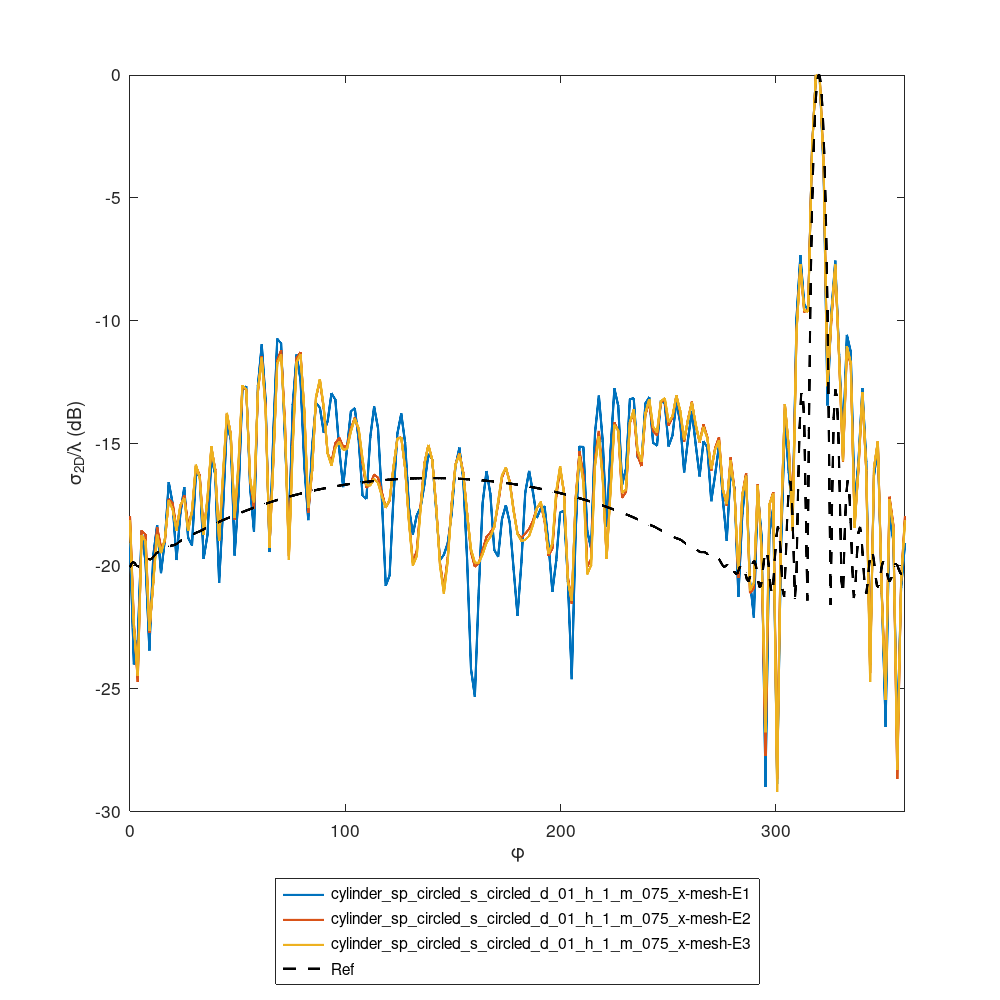 0
-5
-10
-15
-20
-25
-30
σ2D/λ (dB)
0 100 200 300
φ
cylinder_sp_circled_s_circled_d_01_h_1_m_075_x-mesh-E1
cylinder_sp_circled_s_circled_d_01_h_1_m_075_x-mesh-E2
cylinder_sp_circled_s_circled_d_01_h_1_m_075_x-mesh-E3
Ref